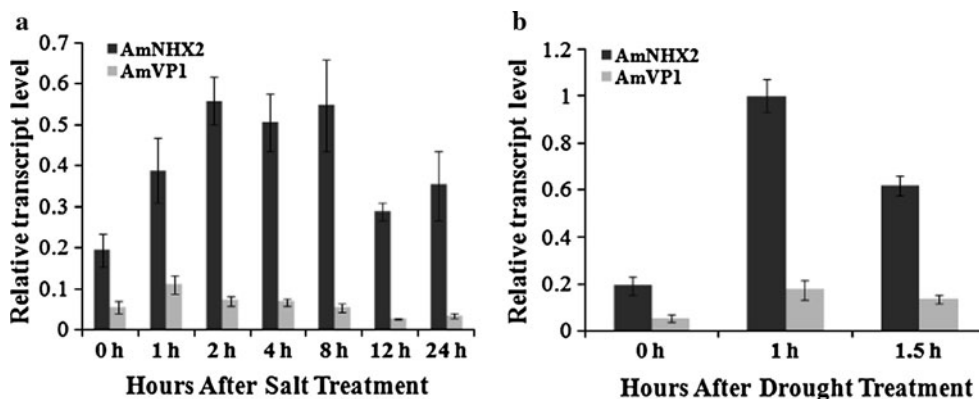 a
Relative transcript level
0.7
0.6
0.5
0.4
0.3
0.2
0.1
0
AmNHX2
AmVP1
0 h 1 h 2 h 4 h 8 h 12 h 24 h
Hours After Salt Treatment
b
Relative transcript level
1.2
1
0.8
0.6
0.4
0.2
0
AmNHX2
AmVP1
0 h 1 h 1.5 h
Hours After Drought Treatment